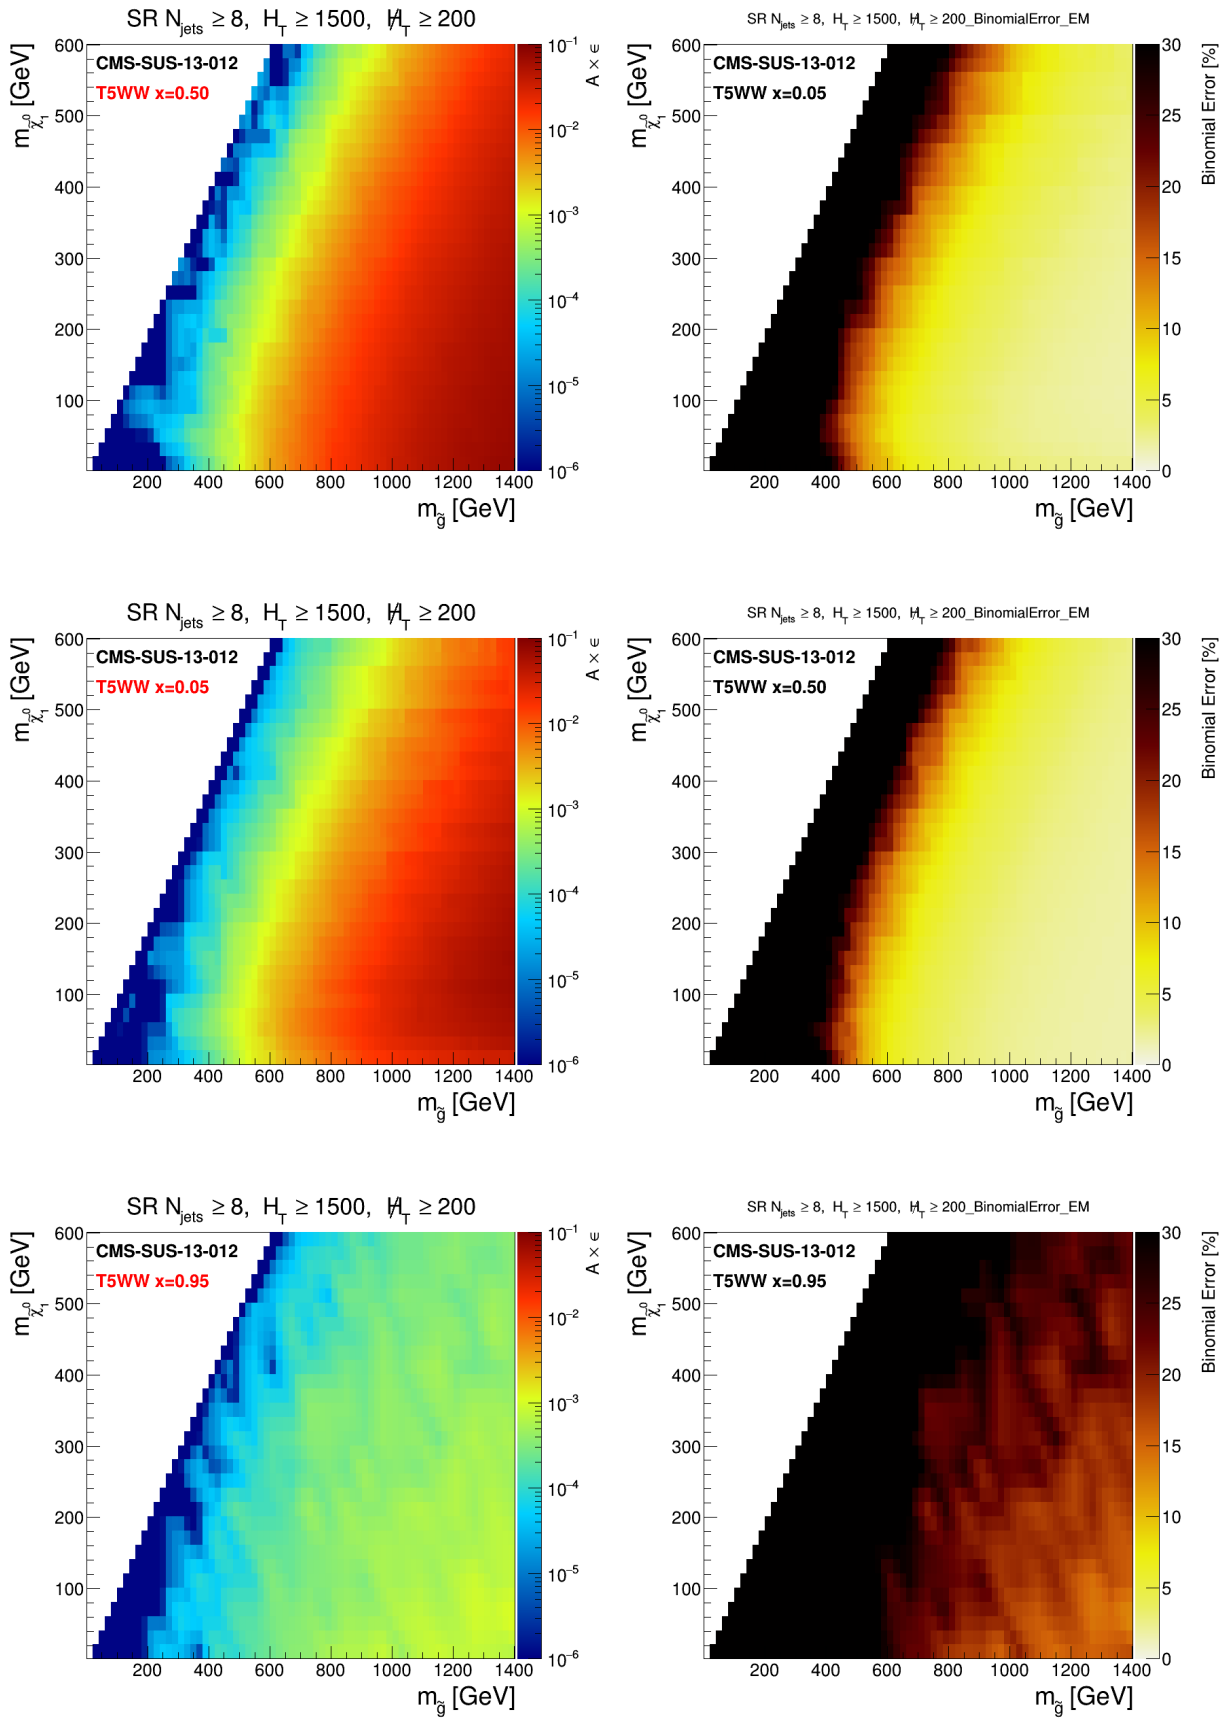 SR N_jets ≥ 8, H_T ≥ 1500, H̸_T ≥ 200
CMS-SUS-13-012
T5WW x=0.50
m_χ̃₁⁰ [GeV]
600
500
400
300
200
100
200 400 600 800 1000 1200 1400
m_g̃ [GeV]
A × ε
10⁻¹
10⁻²
10⁻³
10⁻⁴
10⁻⁵
10⁻⁶
SR N_jets ≥ 8, H_T ≥ 1500, H̸_T ≥ 200_BinomialError_EM
CMS-SUS-13-012
T5WW x=0.05
m_χ̃₁⁰ [GeV]
600
500
400
300
200
100
200 400 600 800 1000 1200 1400
m_g̃ [GeV]
Binomial Error [%]
30
25
20
15
10
5
0
SR N_jets ≥ 8, H_T ≥ 1500, H̸_T ≥ 200
CMS-SUS-13-012
T5WW x=0.05
m_χ̃₁⁰ [GeV]
600
500
400
300
200
100
200 400 600 800 1000 1200 1400
m_g̃ [GeV]
A × ε
10⁻¹
10⁻²
10⁻³
10⁻⁴
10⁻⁵
10⁻⁶
SR N_jets ≥ 8, H_T ≥ 1500, H̸_T ≥ 200_BinomialError_EM
CMS-SUS-13-012
T5WW x=0.50
m_χ̃₁⁰ [GeV]
600
500
400
300
200
100
200 400 600 800 1000 1200 1400
m_g̃ [GeV]
Binomial Error [%]
30
25
20
15
10
5
0
SR N_jets ≥ 8, H_T ≥ 1500, H̸_T ≥ 200
CMS-SUS-13-012
T5WW x=0.95
m_χ̃₁⁰ [GeV]
600
500
400
300
200
100
200 400 600 800 1000 1200 1400
m_g̃ [GeV]
A × ε
10⁻¹
10⁻²
10⁻³
10⁻⁴
10⁻⁵
10⁻⁶
SR N_jets ≥ 8, H_T ≥ 1500, H̸_T ≥ 200_BinomialError_EM
CMS-SUS-13-012
T5WW x=0.95
m_χ̃₁⁰ [GeV]
600
500
400
300
200
100
200 400 600 800 1000 1200 1400
m_g̃ [GeV]
Binomial Error [%]
30
25
20
15
10
5
0